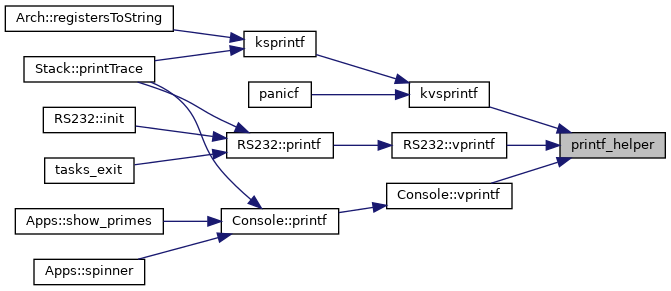 Arch::registersToString
ksprintf
Stack::printTrace
panicf
kvsprintf
RS232::init
RS232::printf
RS232::vprintf
printf_helper
tasks_exit
Console::vprintf
Apps::show_primes
Console::printf
Apps::spinner